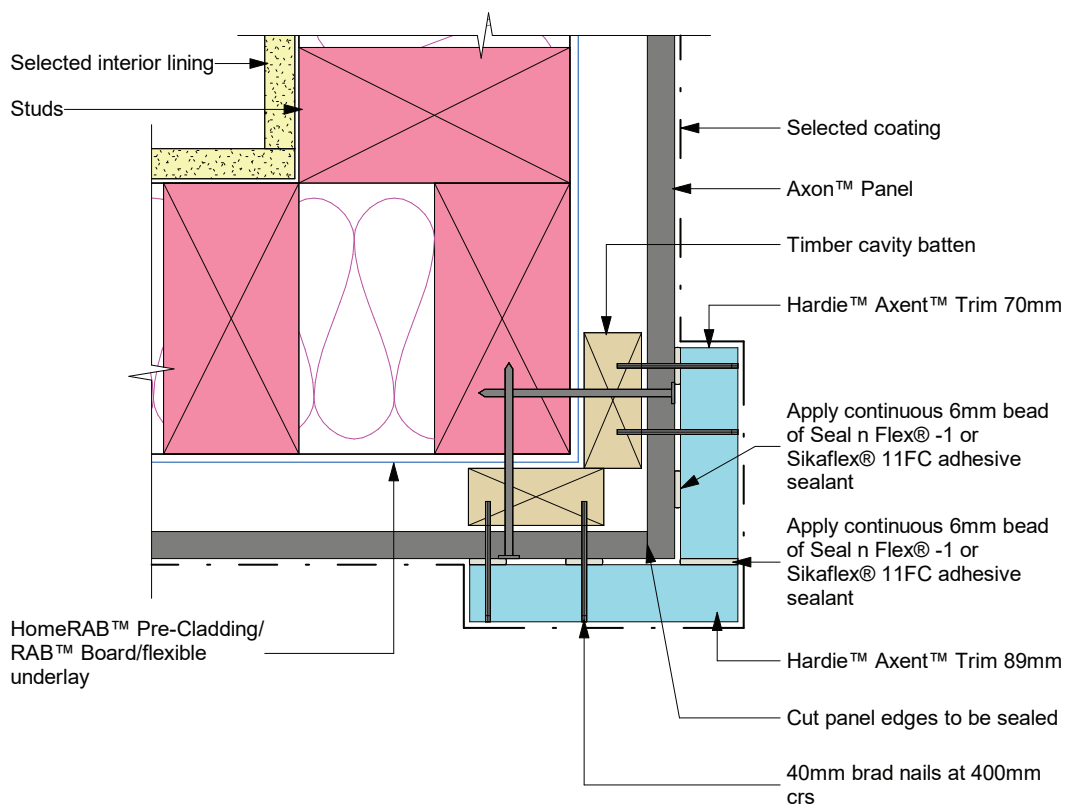 Selected interior lining
Studs
Selected coating
Axon™ Panel
Timber cavity batten
Hardie™ Axent™ Trim 70mm
Apply continuous 6mm bead
of Seal n Flex® -1 or
Sikaflex® 11FC adhesive
sealant
Apply continuous 6mm bead
of Seal n Flex® -1 or
Sikaflex® 11FC adhesive
sealant
HomeRAB™ Pre-Cladding/
RAB™ Board/flexible
underlay
Hardie™ Axent™ Trim 89mm
Cut panel edges to be sealed
40mm brad nails at 400mm
crs